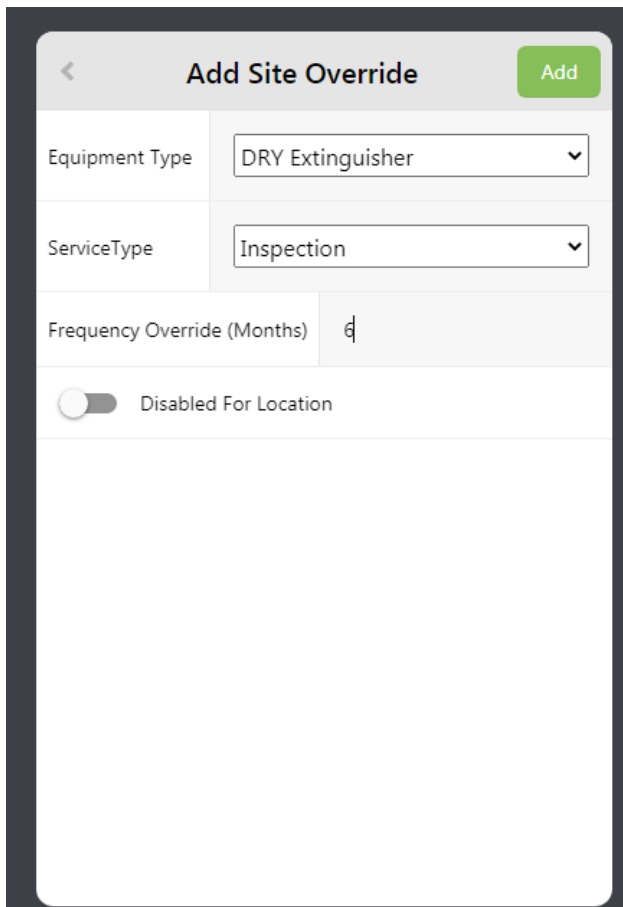 Add Site Override
Add
Equipment Type
DRY Extinguisher
ServiceType
Inspection
Frequency Override (Months)
6
Disabled For Location